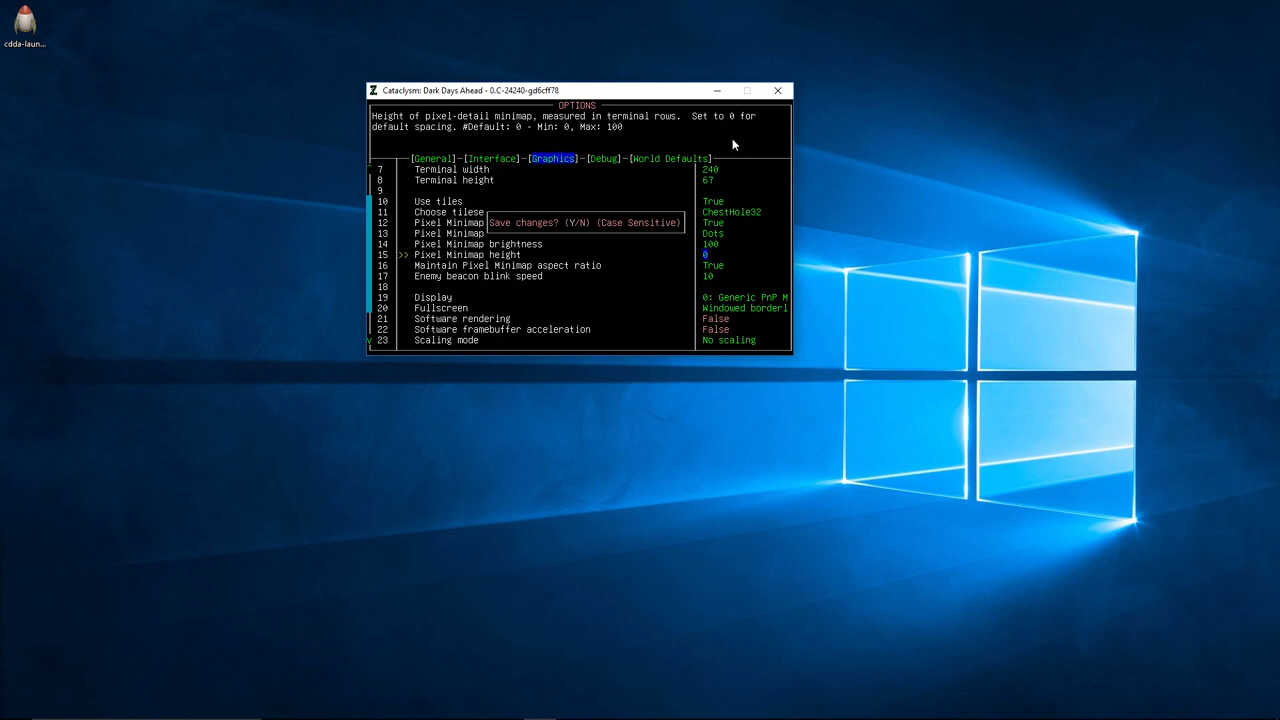 cdda-laun...
Cataclysm: Dark Days Ahead - 0.C-24240-gd6cff78
OPTIONS
Height of pixel-detail minimap, measured in terminal rows.  Set to 0 for
default spacing. #Default: 0 - Min: 0, Max: 100
[General]-[Interface]-[Graphics]-[Debug]-[World Defaults]
7 Terminal width 240
8 Terminal height 67
9
10 Use tiles True
11 Choose tilese ChestHole32
12 Pixel Minimap True
Save changes? (Y/N) (Case Sensitive)
13 Pixel Minimap Dots
14 Pixel Minimap brightness 100
15 >> Pixel Minimap height 0
16 Maintain Pixel Minimap aspect ratio True
17 Enemy beacon blink speed 10
18
19 Display 0: Generic PnP M
20 Fullscreen Windowed borderl
21 Software rendering False
22 Software framebuffer acceleration False
v 23 Scaling mode No scaling